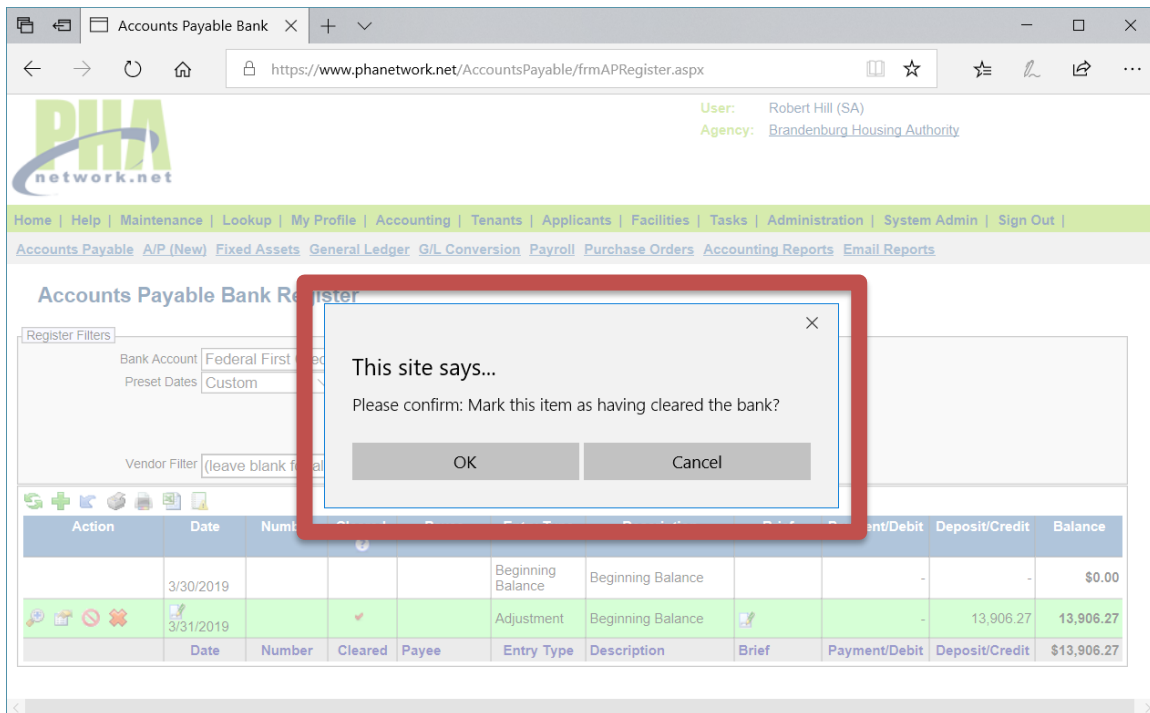 Accounts Payable Bank
https://www.phanetwork.net/AccountsPayable/frmAPRegister.aspx
PHA
network.net
User: Robert Hill (SA)
Agency: Brandenburg Housing Authority
Home | Help | Maintenance | Lookup | My Profile | Accounting | Tenants | Applicants | Facilities | Tasks | Administration | System Admin | Sign Out |
Accounts Payable A/P (New) Fixed Assets General Ledger G/L Conversion Payroll Purchase Orders Accounting Reports Email Reports
Accounts Payable Bank Register
Register Filters
Bank Account Federal First
Preset Dates Custom
Vendor Filter (leave blank
This site says...
Please confirm: Mark this item as having cleared the bank?
OK Cancel
Action Date Payment/Debit Deposit/Credit Balance
3/30/2019 Beginning Balance Beginning Balance - - $0.00
3/31/2019 Adjustment Beginning Balance - 13,906.27 13,906.27
Date Number Cleared Payee Entry Type Description Brief Payment/Debit Deposit/Credit $13,906.27